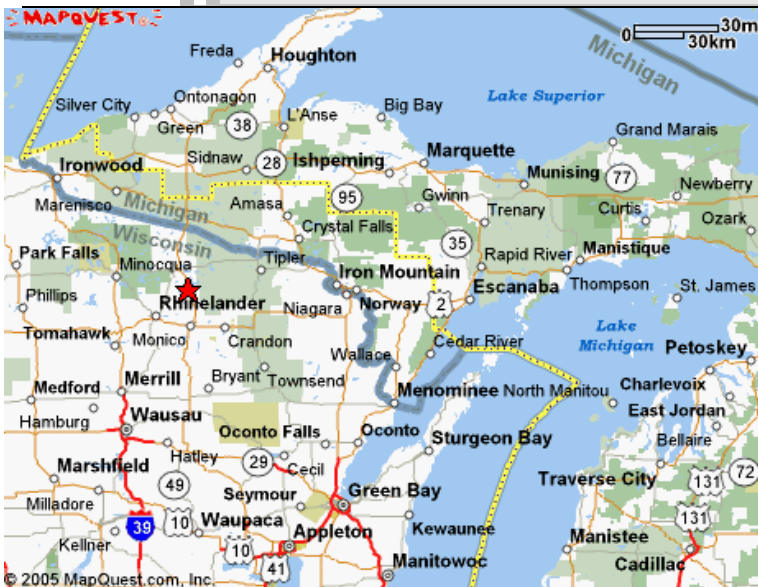 MAPQUEST®
0 30m
30km
Michigan
Freda
Houghton
Lake Superior
Silver City
Ontonagon
L'Anse
Big Bay
Green
38
Grand Marais
Sidnaw
28
Ishpeming
Marquette
Ironwood
Munising
77
Newberry
Marenisco
Michigan
Amasa
95
Gwinn
Trenary
Curtis
Ozark
Crystal Falls
35
Wisconsin
Park Falls
Minocqua
Tipler
Iron Mountain
Rapid River
Manistique
Phillips
Rhinelander
Niagara
Norway
2
Escanaba
Thompson
St. James
Tomahawk
Monico
Crandon
Wallace
Cedar River
Lake
Michigan
Petoskey
Medford
Merrill
Bryant
Townsend
Menominee
North Manitou
Charlevoix
Hamburg
Wausau
Oconto Falls
Oconto
Sturgeon Bay
East Jordan
Bellaire
Marshfield
Hatley
29
Cecil
Traverse City
131
72
49
Seymour
Green Bay
Milladore
10
Waupaca
Kewaunee
131
39
Kellner
10
Appleton
Manistee
41
Manitowoc
Cadillac
© 2005 MapQuest.com, Inc.